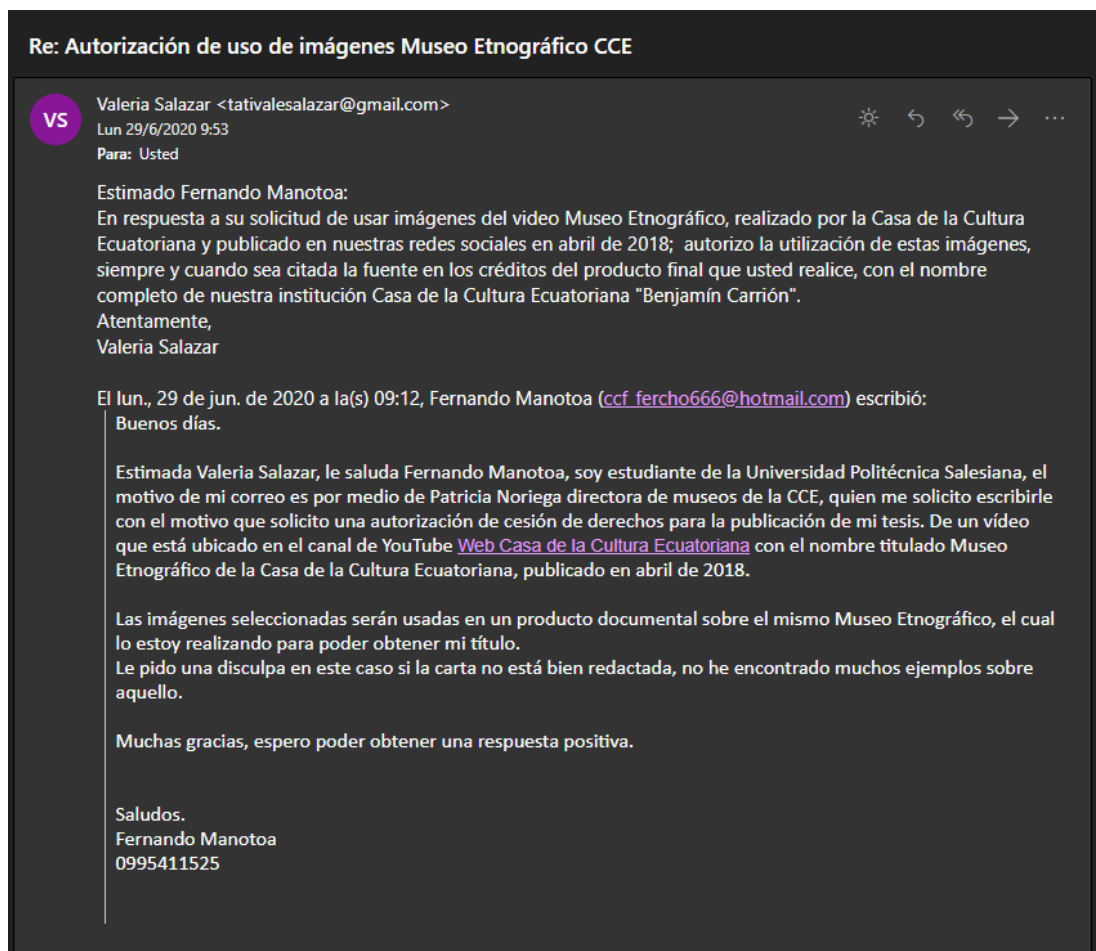 Re: Autorización de uso de imágenes Museo Etnográfico CCE
VS
Valeria Salazar <tativalesalazar@gmail.com>
Lun 29/6/2020 9:53
Para: Usted
Estimado Fernando Manotoa:
En respuesta a su solicitud de usar imágenes del video Museo Etnográfico, realizado por la Casa de la Cultura
Ecuatoriana y publicado en nuestras redes sociales en abril de 2018;  autorizo la utilización de estas imágenes,
siempre y cuando sea citada la fuente en los créditos del producto final que usted realice, con el nombre
completo de nuestra institución Casa de la Cultura Ecuatoriana "Benjamín Carrión".
Atentamente,
Valeria Salazar
El lun., 29 de jun. de 2020 a la(s) 09:12, Fernando Manotoa (ccf_fercho666@hotmail.com) escribió:
Buenos días.
Estimada Valeria Salazar, le saluda Fernando Manotoa, soy estudiante de la Universidad Politécnica Salesiana, el
motivo de mi correo es por medio de Patricia Noriega directora de museos de la CCE, quien me solicito escribirle
con el motivo que solicito una autorización de cesión de derechos para la publicación de mi tesis. De un vídeo
que está ubicado en el canal de YouTube Web Casa de la Cultura Ecuatoriana con el nombre titulado Museo
Etnográfico de la Casa de la Cultura Ecuatoriana, publicado en abril de 2018.
Las imágenes seleccionadas serán usadas en un producto documental sobre el mismo Museo Etnográfico, el cual
lo estoy realizando para poder obtener mi título.
Le pido una disculpa en este caso si la carta no está bien redactada, no he encontrado muchos ejemplos sobre
aquello.
Muchas gracias, espero poder obtener una respuesta positiva.
Saludos.
Fernando Manotoa
0995411525